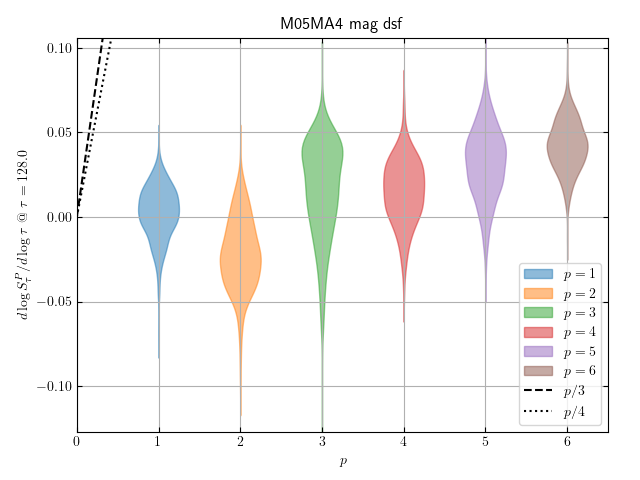 M05MA4 mag dsf
d log S_τ^P / d log τ @ τ = 128.0
0.10
0.05
0.00
−0.05
−0.10
0 1 2 3 4 5 6
p
p = 1
p = 2
p = 3
p = 4
p = 5
p = 6
p/3
p/4